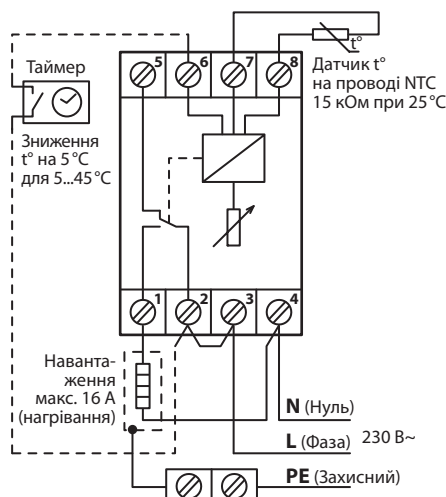 Таймер
Зниження
t° на 5 °C
для 5...45 °C
5
6
7
8
t°
Датчик t°
на проводі NTC
15 кОм при 25 °C
1
2
3
4
Наванта-
ження
макс. 16 А
(нагрівання)
N (Нуль)
L (Фаза)
230 В~
PE (Захисний)